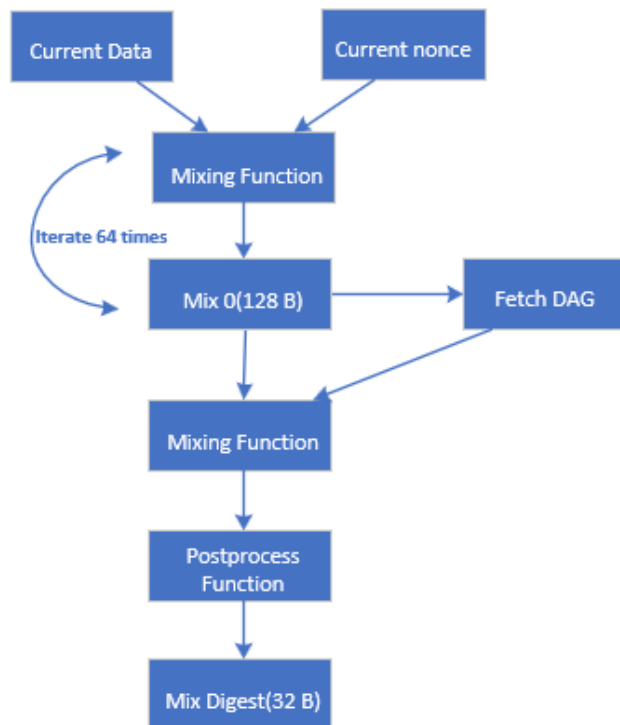 Current Data
Current nonce
Mixing Function
Iterate 64 times
Mix 0(128 B)
Fetch DAG
Mixing Function
Postprocess
Function
Mix Digest(32 B)